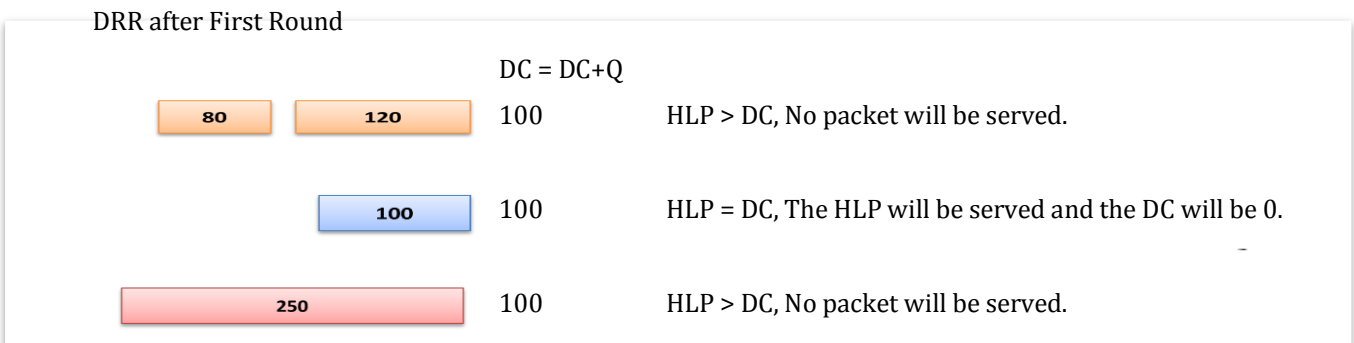 DRR after First Round
DC = DC+Q
80 120 100 HLP > DC, No packet will be served.
100 100 HLP = DC, The HLP will be served and the DC will be 0.
250 100 HLP > DC, No packet will be served.